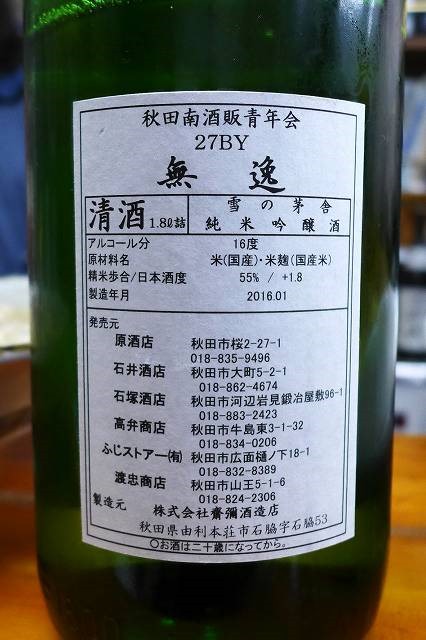 秋田南酒販青年会
27BY
無逸
清酒 1.8ℓ詰 雪の茅舎
純米吟醸酒
アルコール分 16度
原材料名 米(国産)・米麹(国産米)
精米歩合/日本酒度 55% / +1.8
製造年月 2016.01
発売元
原酒店 秋田市桜2-27-1
018-835-9496
石井酒店 秋田市大町5-2-1
018-862-4674
石塚酒店 秋田市河辺岩見鍛冶屋敷96-1
018-883-2423
高弁商店 秋田市牛島東3-1-32
018-834-0206
ふじストアー(有) 秋田市広面樋ノ下18-1
018-832-8389
渡忠商店 秋田市山王5-1-6
018-824-2306
製造元 株式会社齋彌酒造店
秋田県由利本荘市石脇字石脇53
○お酒は二十歳になってから。